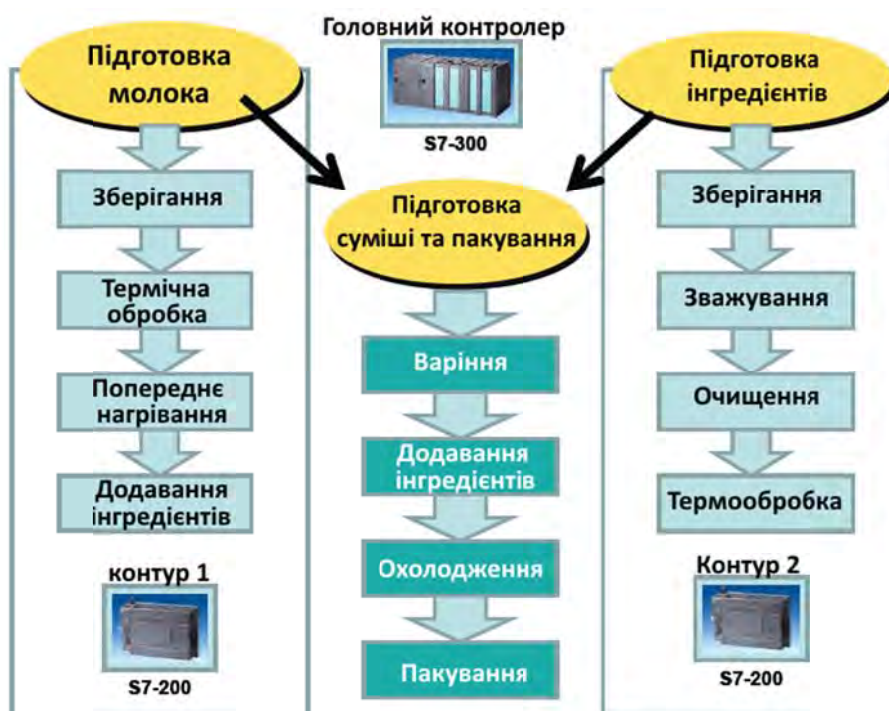 Підготовка
молока
Зберігання
Термічна
обробка
Попереднє
нагрівання
Додавання
інгредієнтів
контур 1
S7-200
Головний контролер
S7-300
Підготовка
суміші та пакування
Варіння
Додавання
інгредієнтів
Охолодження
Пакування
Підготовка
інгредієнтів
Зберігання
Зважування
Очищення
Термообробка
Контур 2
S7-200